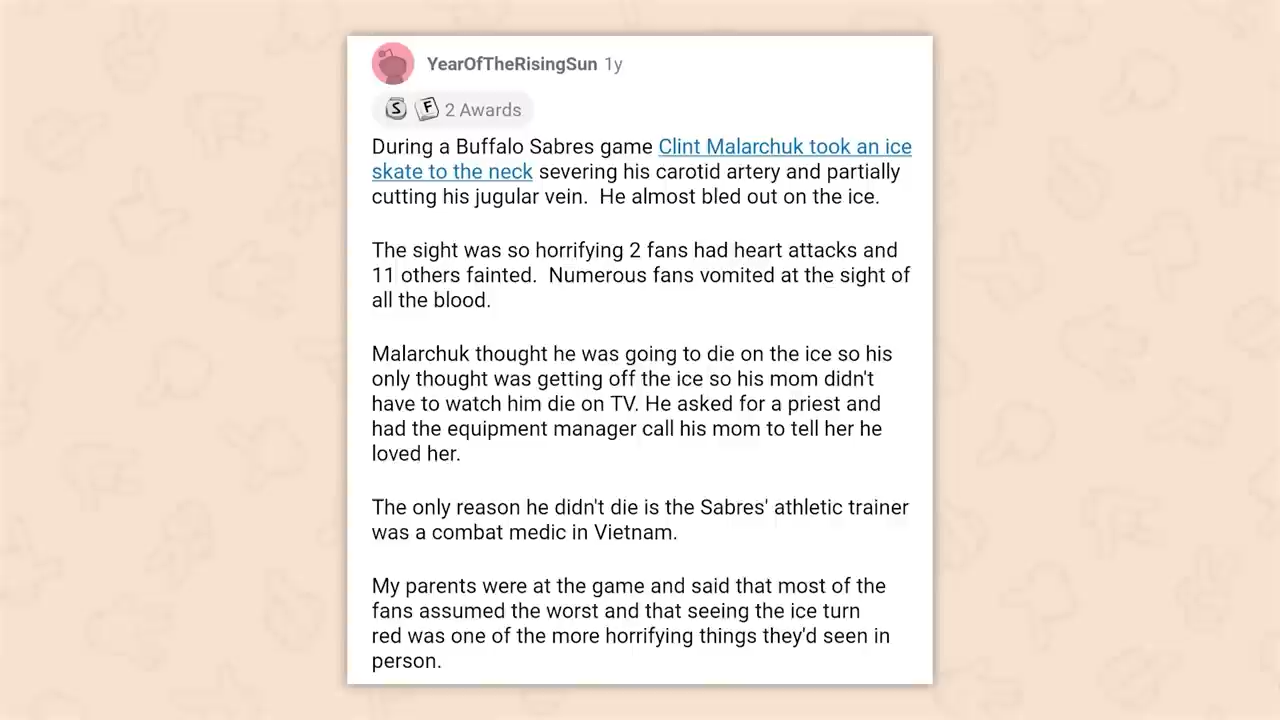 YearOfTheRisingSun 1y
S F 2 Awards
During a Buffalo Sabres game Clint Malarchuk took an ice
skate to the neck severing his carotid artery and partially
cutting his jugular vein.  He almost bled out on the ice.
The sight was so horrifying 2 fans had heart attacks and
11 others fainted.  Numerous fans vomited at the sight of
all the blood.
Malarchuk thought he was going to die on the ice so his
only thought was getting off the ice so his mom didn't
have to watch him die on TV. He asked for a priest and
had the equipment manager call his mom to tell her he
loved her.
The only reason he didn't die is the Sabres' athletic trainer
was a combat medic in Vietnam.
My parents were at the game and said that most of the
fans assumed the worst and that seeing the ice turn
red was one of the more horrifying things they'd seen in
person.